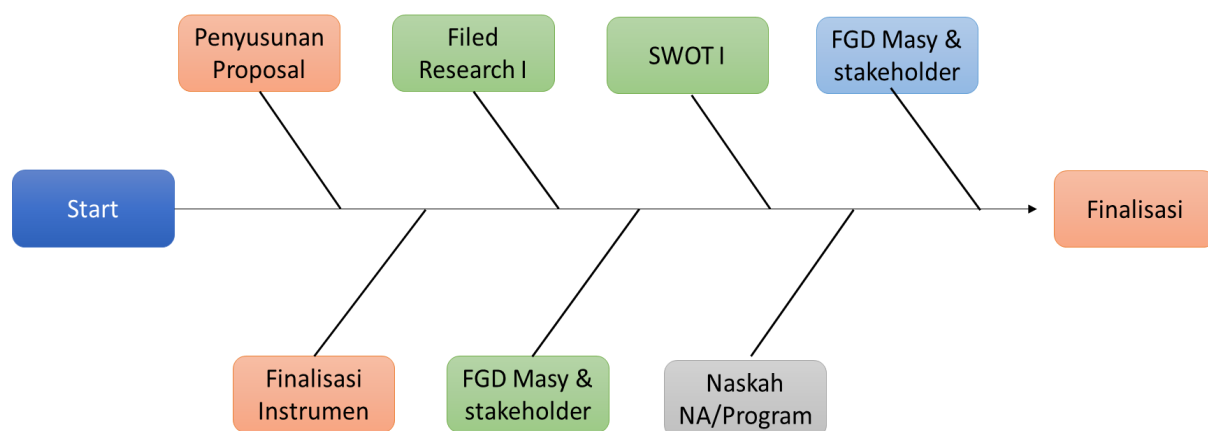 Penyusunan
Proposal
Filed
Research I
SWOT I
FGD Masy &
stakeholder
Start
Finalisasi
Finalisasi
Instrumen
FGD Masy &
stakeholder
Naskah
NA/Program